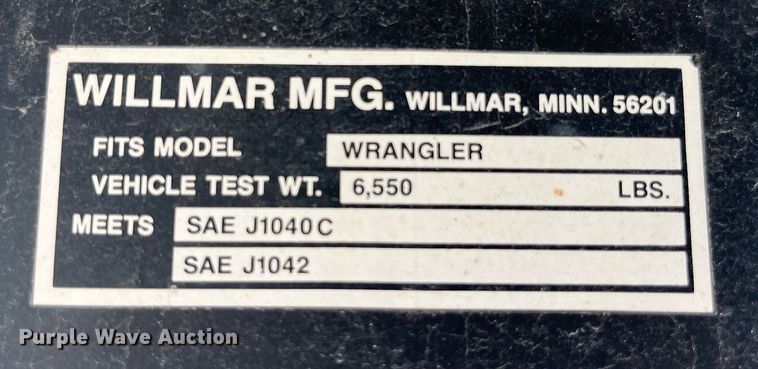 WILLMAR MFG. WILLMAR, MINN. 56201
FITS MODEL WRANGLER
VEHICLE TEST WT. 6,550 LBS.
MEETS SAE J1040C
SAE J1042
Purple Wave Auction